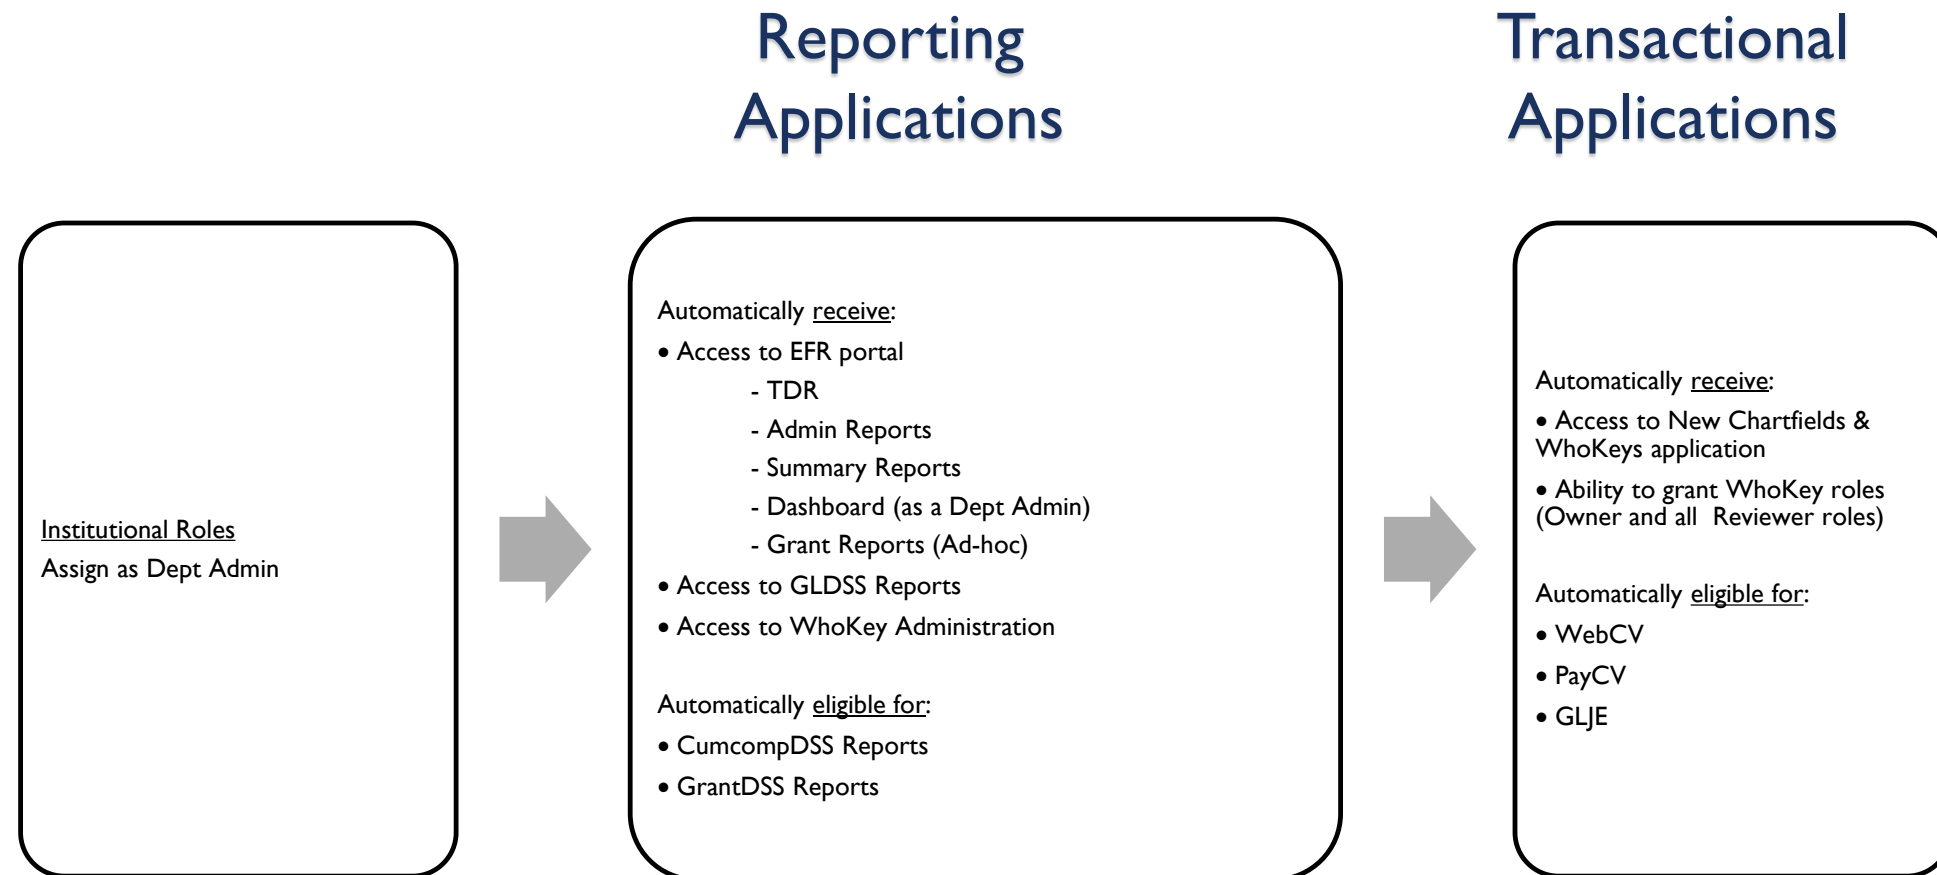 Reporting
Applications
Transactional
Applications
Institutional Roles
Assign as Dept Admin
Automatically receive:
• Access to EFR portal
- TDR
- Admin Reports
- Summary Reports
- Dashboard (as a Dept Admin)
- Grant Reports (Ad-hoc)
• Access to GLDSS Reports
• Access to WhoKey Administration
Automatically eligible for:
• CumcompDSS Reports
• GrantDSS Reports
Automatically receive:
• Access to New Chartfields &
WhoKeys application
• Ability to grant WhoKey roles
(Owner and all  Reviewer roles)
Automatically eligible for:
• WebCV
• PayCV
• GLJE